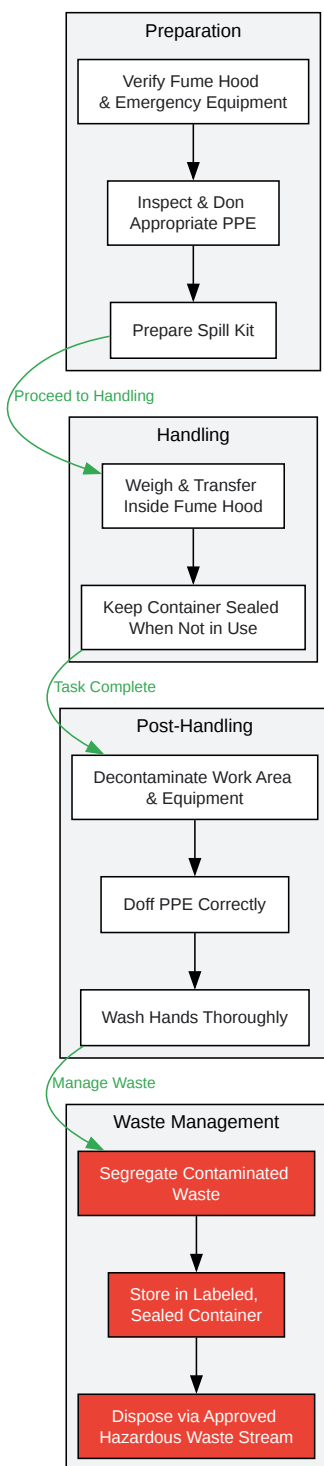 Preparation
Verify Fume Hood
& Emergency Equipment
Inspect & Don
Appropriate PPE
Prepare Spill Kit
Proceed to Handling
Handling
Weigh & Transfer
Inside Fume Hood
Keep Container Sealed
When Not in Use
Task Complete
Post-Handling
Decontaminate Work Area
& Equipment
Doff PPE Correctly
Wash Hands Thoroughly
Manage Waste
Waste Management
Segregate Contaminated
Waste
Store in Labeled,
Sealed Container
Dispose via Approved
Hazardous Waste Stream